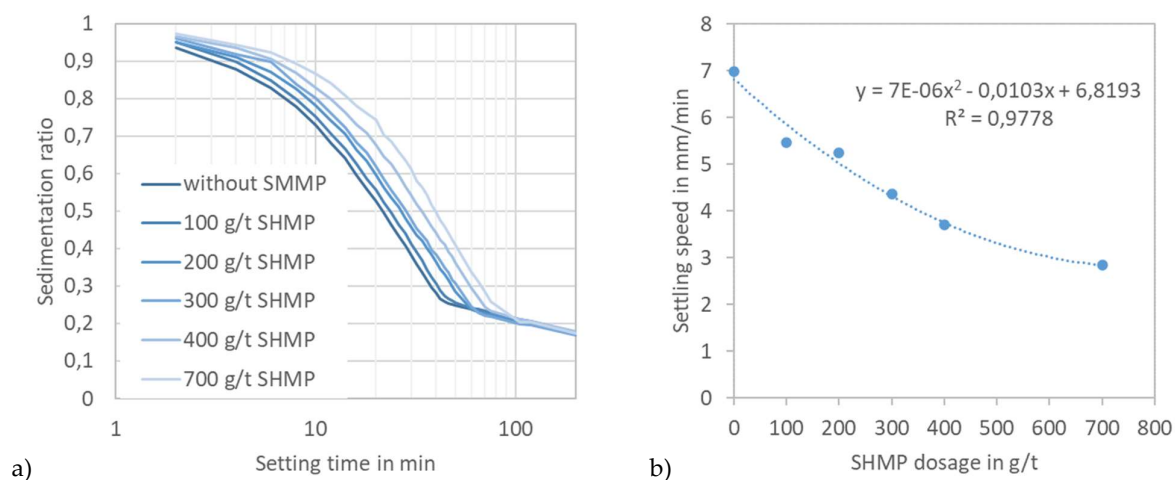 1
0,9
0,8
0,7
0,6
0,5
0,4
0,3
0,2
0,1
0
Sedimentation ratio
without SMMP
100 g/t SHMP
200 g/t SHMP
300 g/t SHMP
400 g/t SHMP
700 g/t SHMP
1 10 100
Setting time in min
a)
8
7
6
5
4
3
2
1
0
Settling speed in mm/min
y = 7E-06x² - 0,0103x + 6,8193
R² = 0,9778
0 100 200 300 400 500 600 700 800
SHMP dosage in g/t
b)